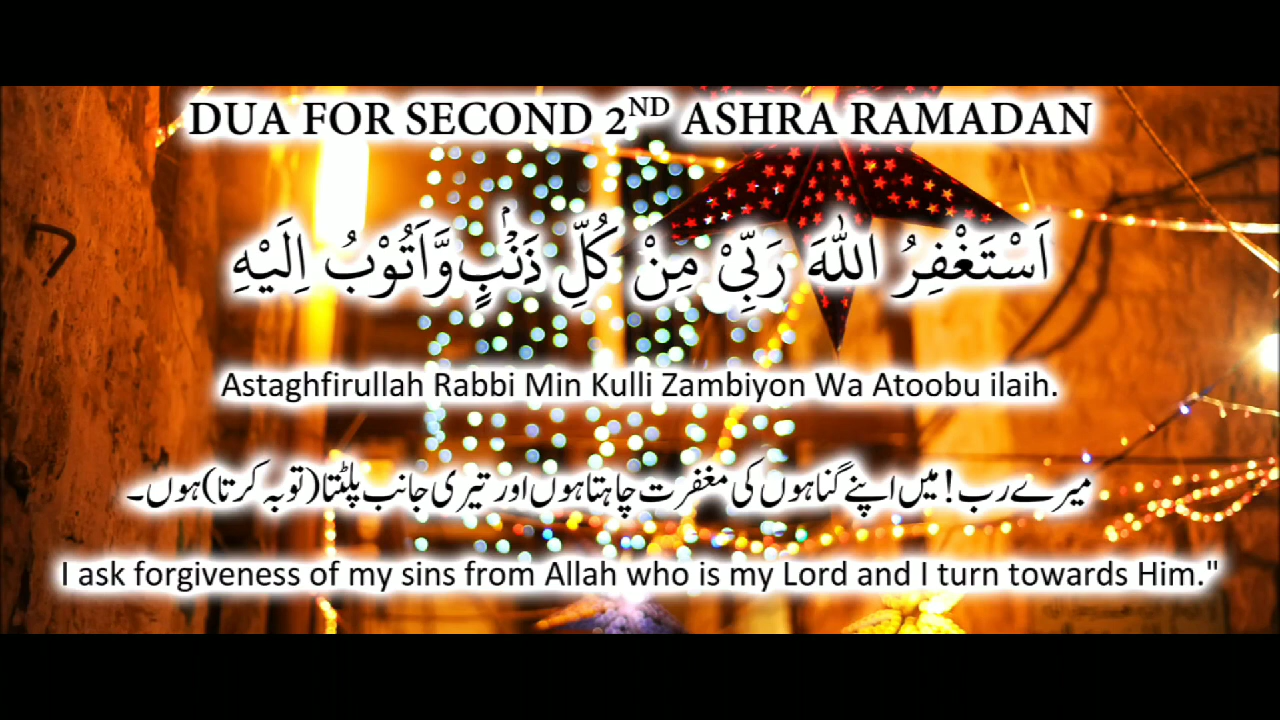 DUA FOR SECOND 2ND ASHRA RAMADAN
اَسْتَغْفِرُ اللهَ رَبِّیْ مِنْ کُلِّ ذَنْۢبٍ وَّاَتُوْبُ اِلَیْهِ
Astaghfirullah Rabbi Min Kulli Zambiyon Wa Atoobu ilaih.
میرے رب! میں اپنے گناہوں کی مغفرت چاہتا ہوں اور تیری جانب پلٹتا (توبہ کرتا) ہوں۔
I ask forgiveness of my sins from Allah who is my Lord and I turn towards Him."